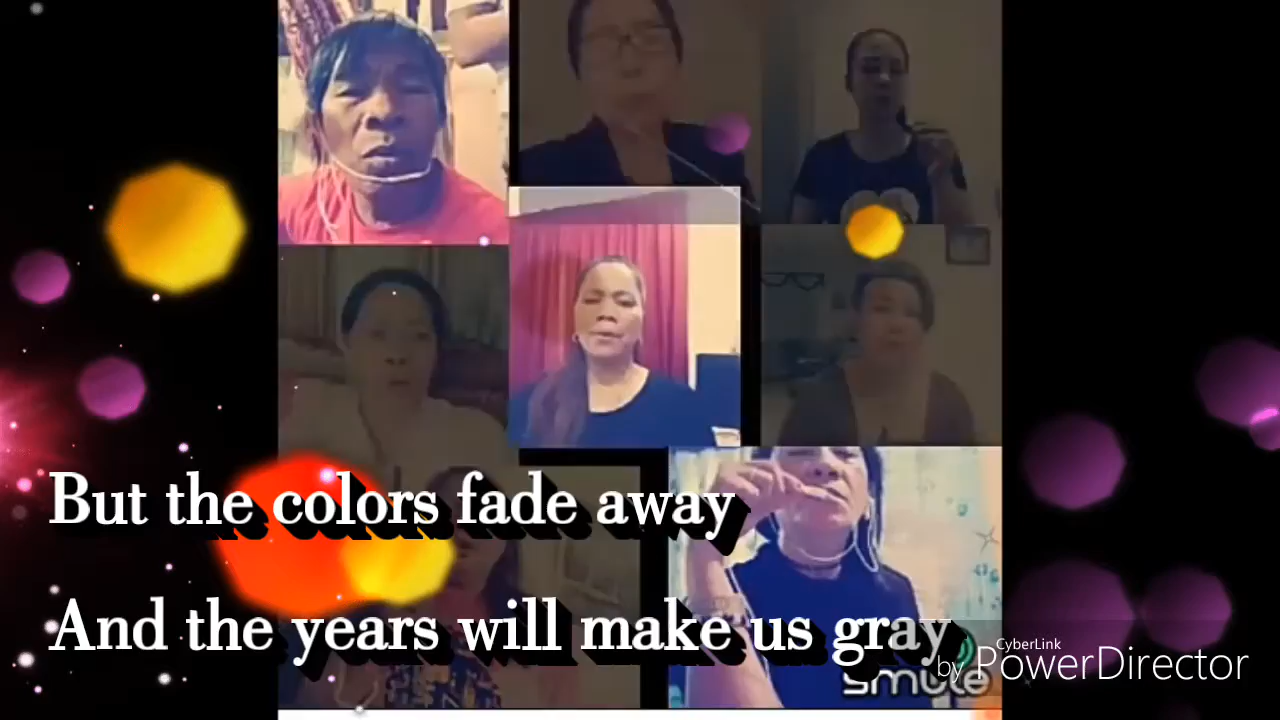 But the colors fade away
And the years will make us gray
CyberLink
by PowerDirector
smule